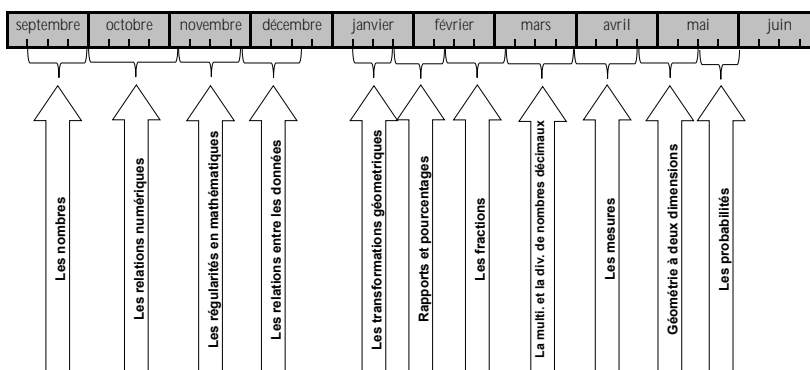 septembre
octobre
novembre
décembre
janvier
février
mars
avril
mai
juin
Les nombres
Les relations numériques
Les régularités en mathématiques
Les relations entre les données
Les transformations géometriques
Rapports et pourcentages
Les fractions
La multi. et la div. de nombres décimaux
Les mesures
Géométrie à deux dimensions
Les probabilités